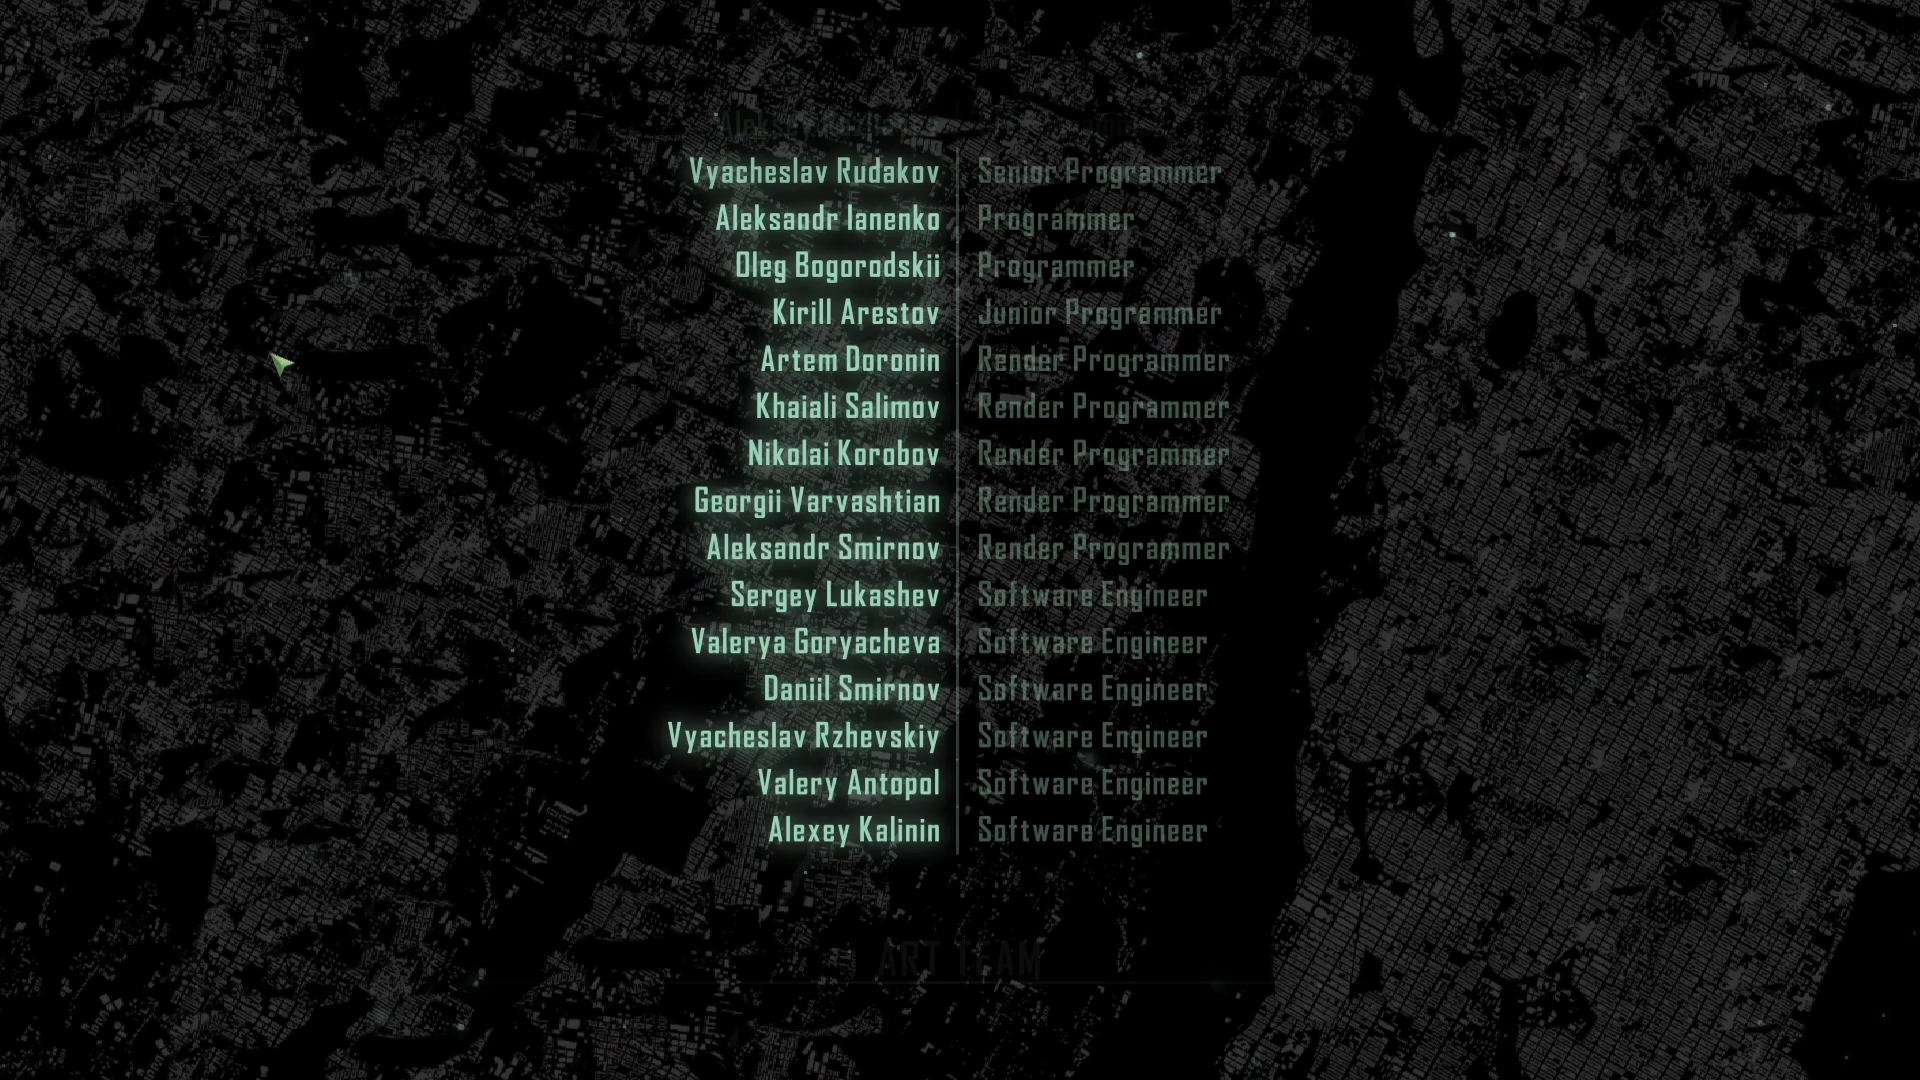 Vyacheslav Rudakov Senior Programmer
Aleksandr Ianenko Programmer
Oleg Bogorodskii Programmer
Kirill Arestov Junior Programmer
Artem Doronin Render Programmer
Khaiali Salimov Render Programmer
Nikolai Korobov Render Programmer
Georgii Varvashtian Render Programmer
Aleksandr Smirnov Render Programmer
Sergey Lukashev Software Engineer
Valerya Goryacheva Software Engineer
Daniil Smirnov Software Engineer
Vyacheslav Rzhevskiy Software Engineer
Valery Antopol Software Engineer
Alexey Kalinin Software Engineer
ART TEAM